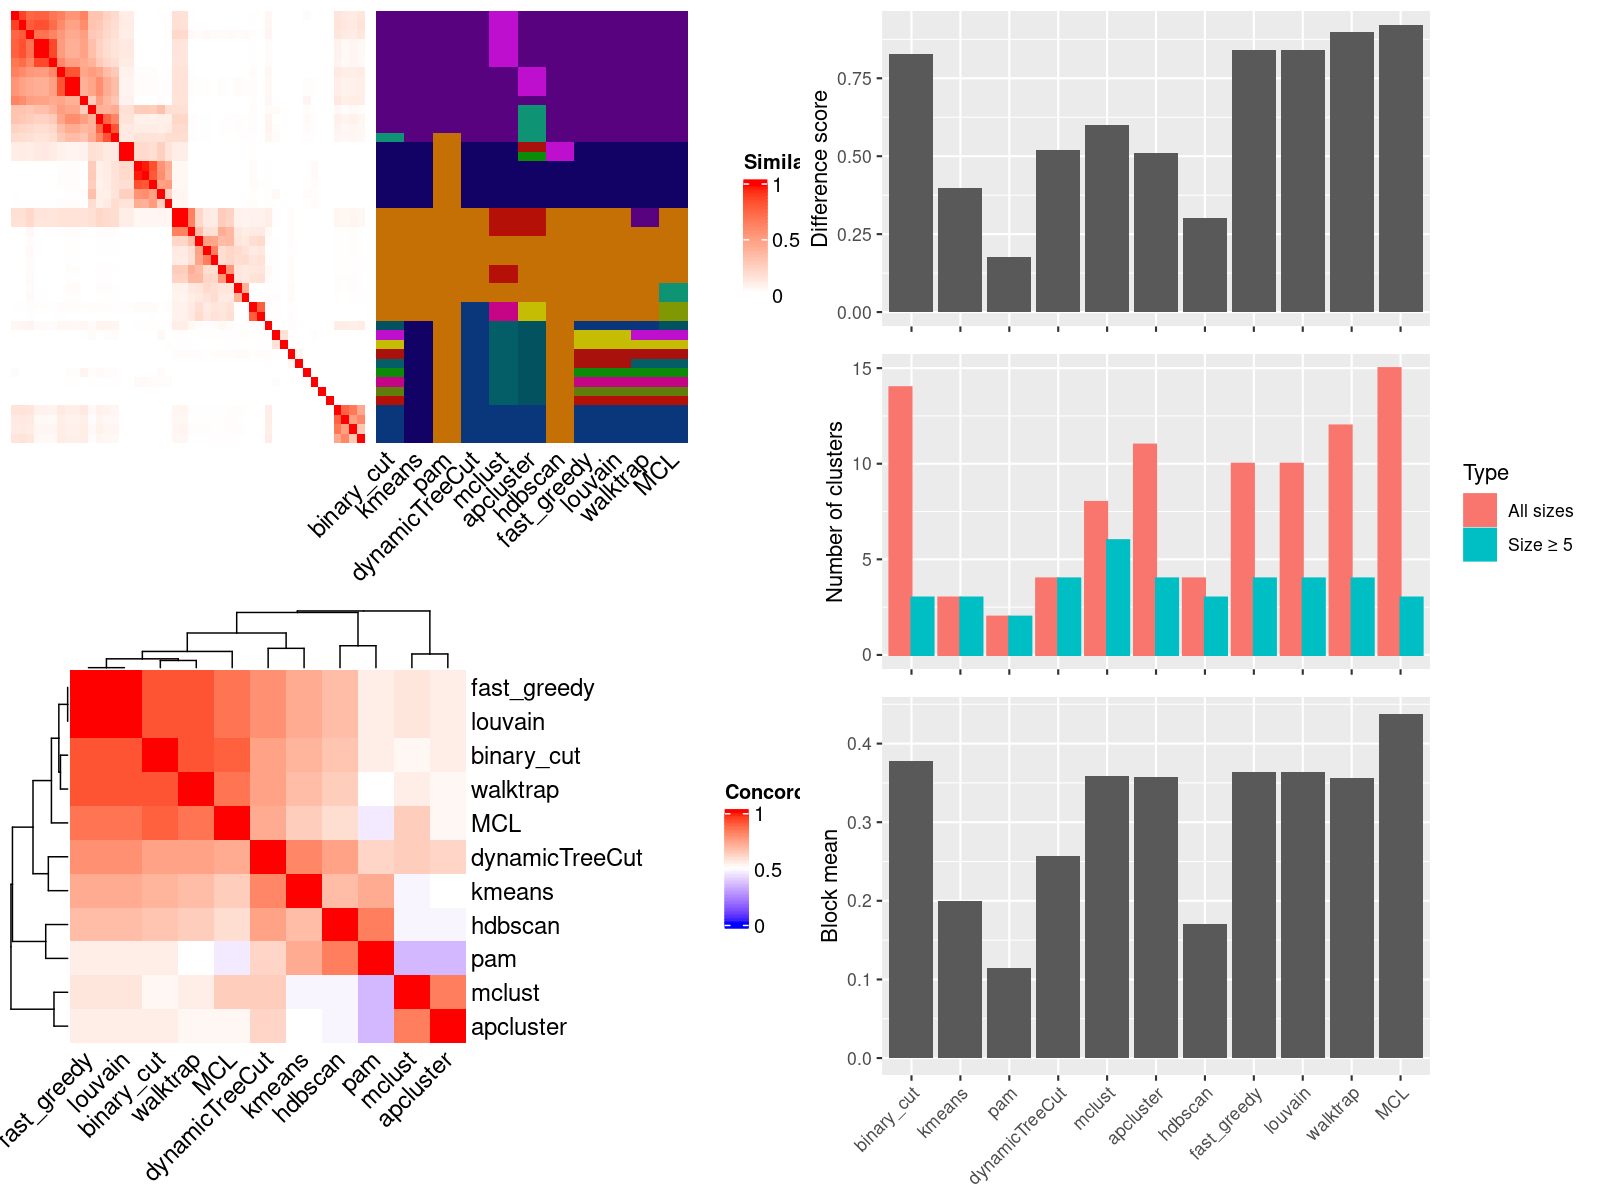 Simila
1
0.5
0
binary_cut
kmeans
pam
dynamicTreeCut
mclust
apcluster
hdbscan
fast_greedy
louvain
walktrap
MCL
fast_greedy
louvain
binary_cut
walktrap
MCL
dynamicTreeCut
kmeans
hdbscan
pam
mclust
apcluster
Concord
1
0.5
0
fast_greedy
louvain
binary_cut
walktrap
MCL
dynamicTreeCut
kmeans
hdbscan
pam
mclust
apcluster
Difference score
0.75
0.50
0.25
0.00
Number of clusters
15
10
5
0
Type
All sizes
Size ≥ 5
Block mean
0.4
0.3
0.2
0.1
0.0
binary_cut
kmeans
pam
dynamicTreeCut
mclust
apcluster
hdbscan
fast_greedy
louvain
walktrap
MCL